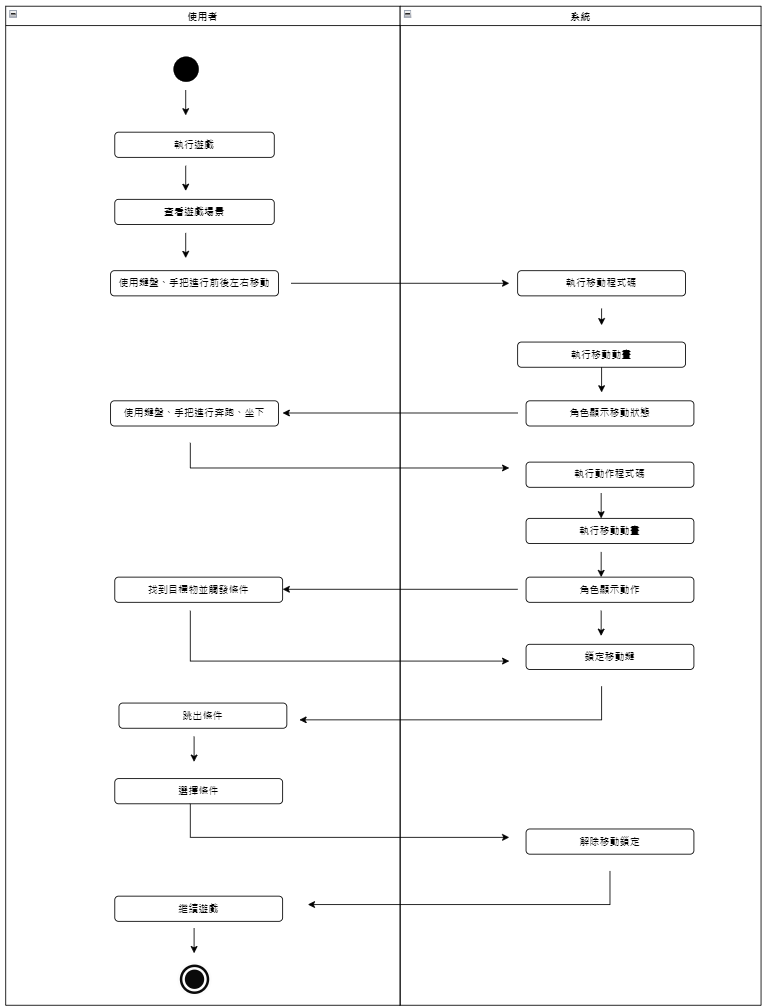 使用者
系統
執行遊戲
查看遊戲場景
使用鍵盤、手把進行前後左右移動
執行移動程式碼
執行移動動畫
使用鍵盤、手把進行奔跑、坐下
角色顯示移動狀態
執行動作程式碼
執行移動動畫
找到目標物並觸發條件
角色顯示動作
鎖定移動鍵
跳出條件
選擇條件
解除移動鎖定
繼續遊戲